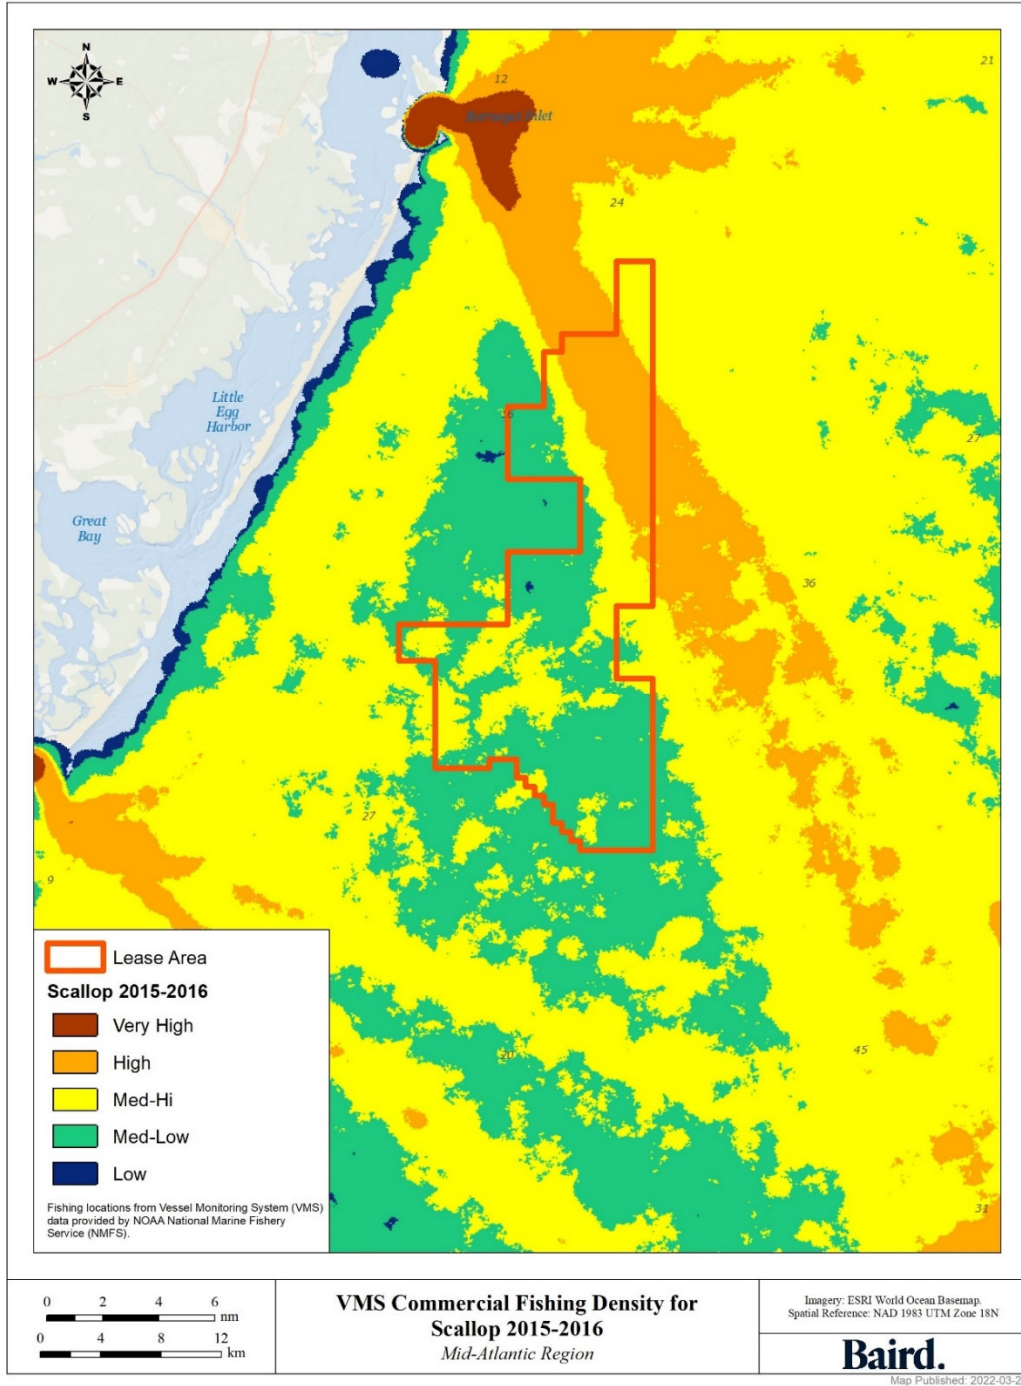 N
W E
S
12
21
Barnegat Inlet
24
16
27
Little
Egg
Harbor
Great
Bay
36
27
9
20
45
31
Lease Area
Scallop 2015-2016
Very High
High
Med-Hi
Med-Low
Low
Fishing locations from Vessel Monitoring System (VMS)
data provided by NOAA National Marine Fishery
Service (NMFS).
0 2 4 6
nm
0 4 8 12
km
VMS Commercial Fishing Density for
Scallop 2015-2016
Mid-Atlantic Region
Imagery: ESRI World Ocean Basemap.
Spatial Reference: NAD 1983 UTM Zone 18N
Baird.
Map Published: 2022-03-2